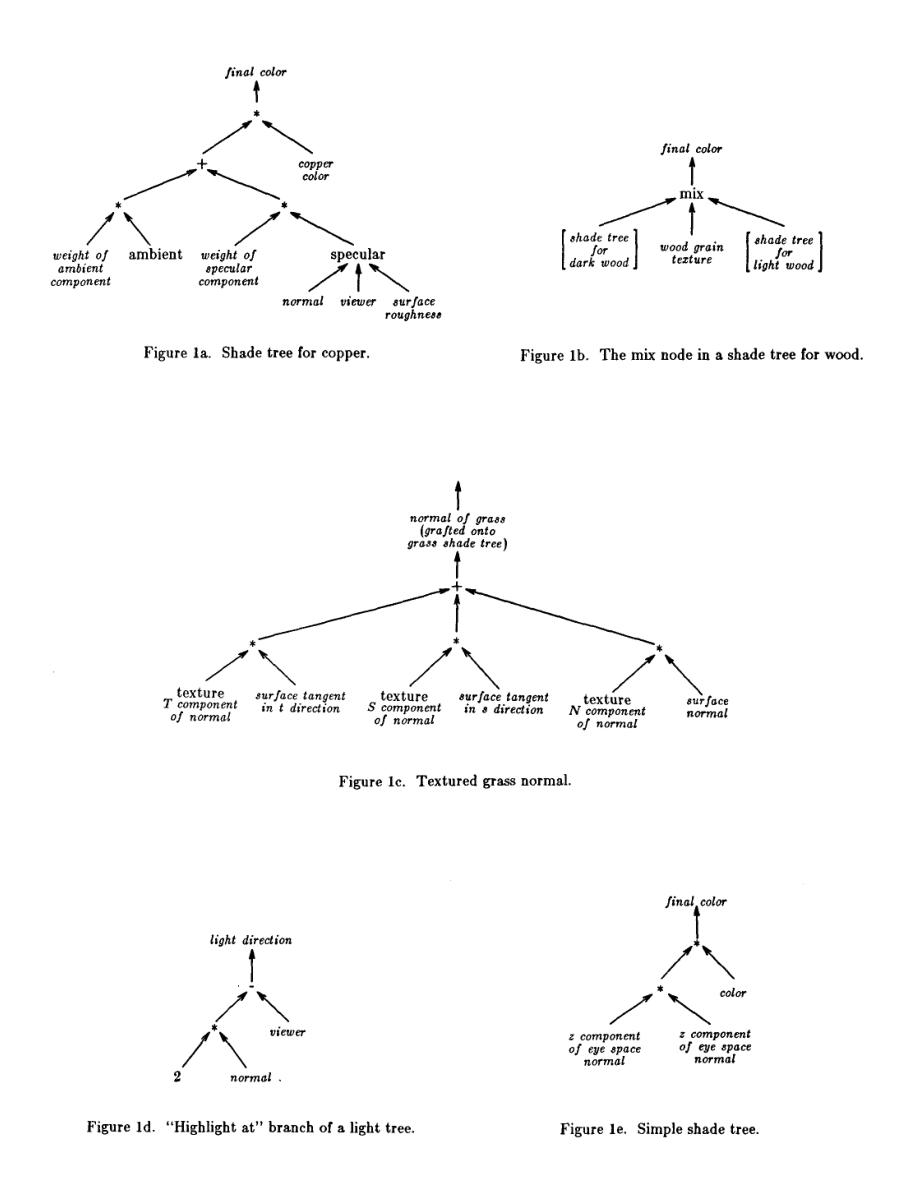 final color
*
+
copper
color
*
*
weight of
ambient
component
ambient
weight of
specular
component
specular
normal
viewer
surface
roughness
Figure 1a. Shade tree for copper.
final color
mix
[shade tree
for
dark wood]
wood grain
texture
[shade tree
for
light wood]
Figure 1b. The mix node in a shade tree for wood.
normal of grass
(grafted onto
grass shade tree)
+
*
*
*
texture
T component
of normal
surface tangent
in t direction
texture
S component
of normal
surface tangent
in s direction
texture
N component
of normal
surface
normal
Figure 1c. Textured grass normal.
light direction
-
*
viewer
2
normal .
Figure 1d. “Highlight at” branch of a light tree.
final color
*
*
color
z component
of eye space
normal
z component
of eye space
normal
Figure 1e. Simple shade tree.